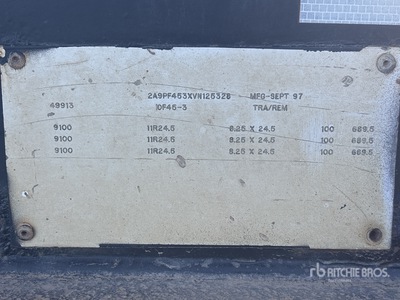 2A9PF453XVN125328 MFG-SEPT 97
49913 DF45-3 TRA/REM
9100 11R24.5 8.25 X 24.5 100 689.5
9100 11R24.5 8.25 X 24.5 100 689.5
9100 11R24.5 8.25 X 24.5 100 689.5
rb RITCHIE BROS.